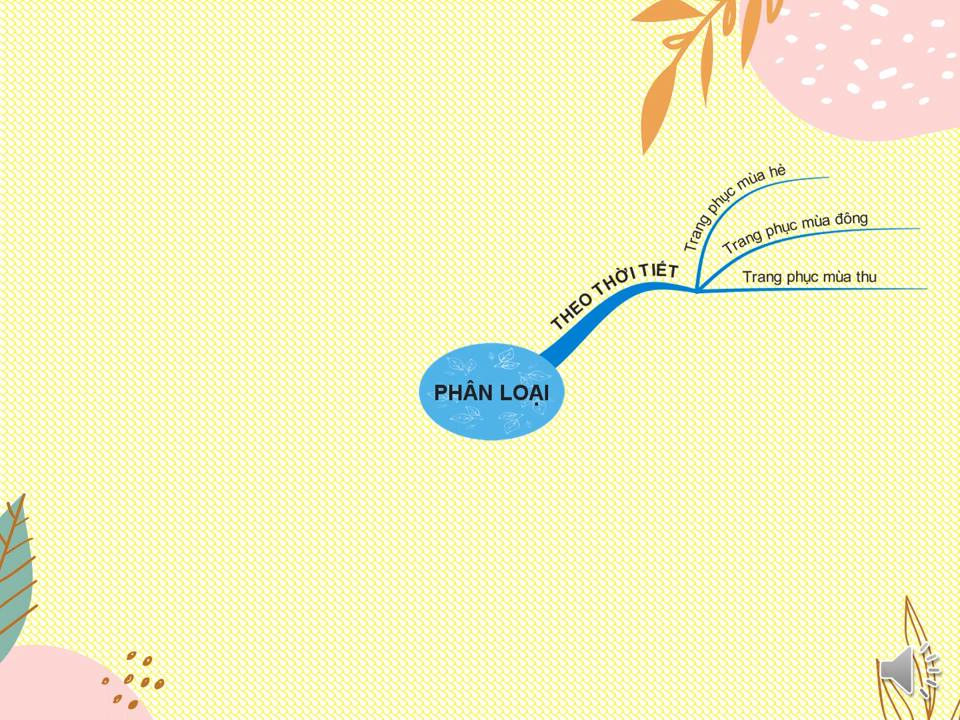 PHÂN LOẠI
THEO THỜI TIẾT
Trang phục mùa hè
Trang phục mùa đông
Trang phục mùa thu